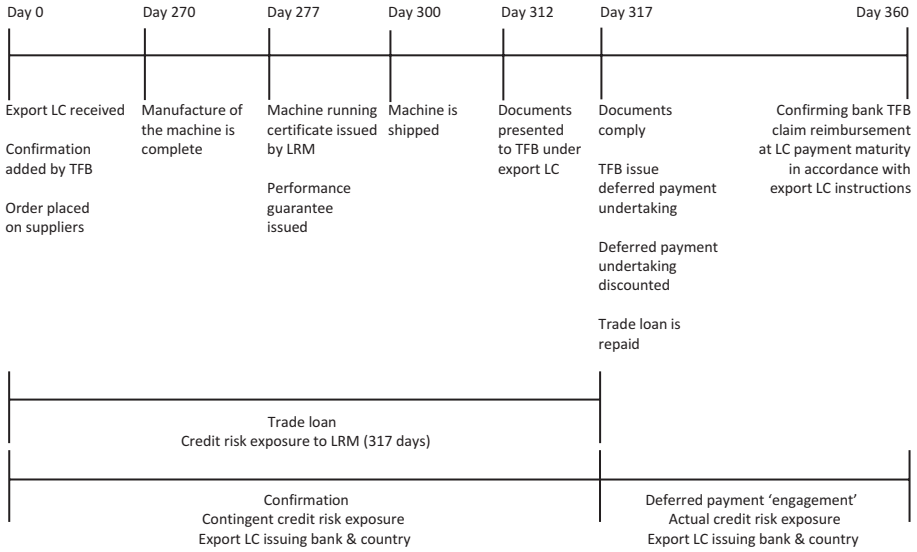 Day 0
Day 270
Day 277
Day 300
Day 312
Day 317
Day 360
Export LC received
Confirmation
added by TFB
Order placed
on suppliers
Manufacture of
the machine is
complete
Machine running
certificate issued
by LRM
Performance
guarantee
issued
Machine is
shipped
Documents
presented
to TFB under
export LC
Documents
comply
TFB issue
deferred payment
undertaking
Deferred payment
undertaking
discounted
Trade loan is
repaid
Confirming bank TFB
claim reimbursement
at LC payment maturity
in accordance with
export LC instructions
Trade loan
Credit risk exposure to LRM (317 days)
Confirmation
Contingent credit risk exposure
Export LC issuing bank & country
Deferred payment ‘engagement’
Actual credit risk exposure
Export LC issuing bank & country